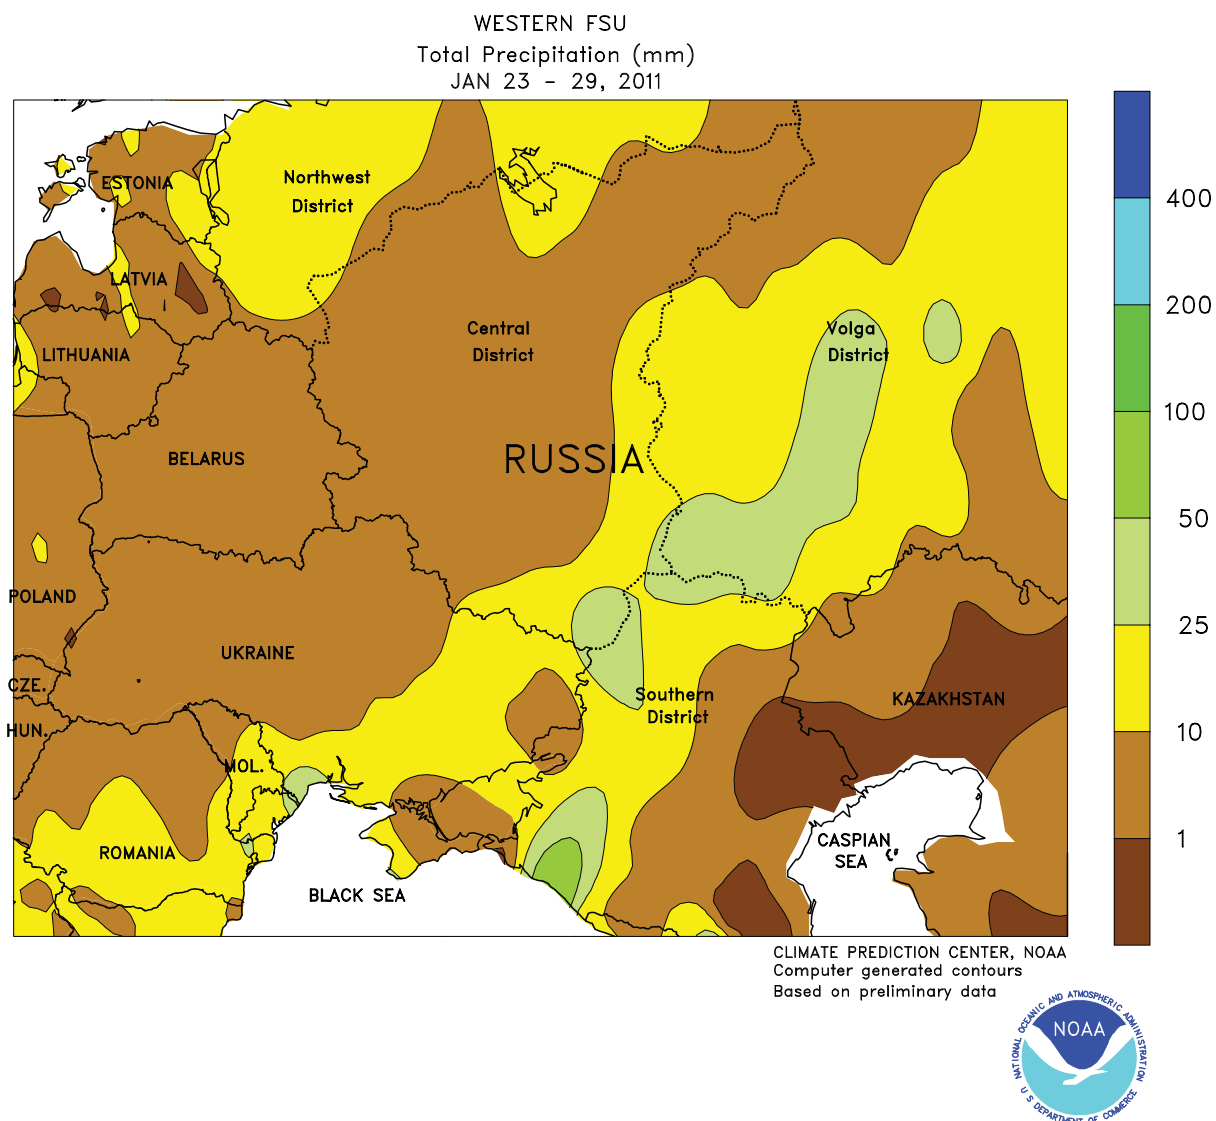 WESTERN FSU
Total Precipitation (mm)
JAN 23 - 29, 2011
Northwest
District
ESTONIA
LATVIA
LITHUANIA
Central
District
Volga
District
RUSSIA
BELARUS
POLAND
UKRAINE
CZE.
HUN.
MOL.
Southern
District
KAZAKHSTAN
ROMANIA
BLACK SEA
CASPIAN
SEA
400
200
100
50
25
10
1
CLIMATE PREDICTION CENTER, NOAA
Computer generated contours
Based on preliminary data
NATIONAL OCEANIC AND ATMOSPHERIC ADMINISTRATION
NOAA
U S DEPARTMENT OF COMMERCE